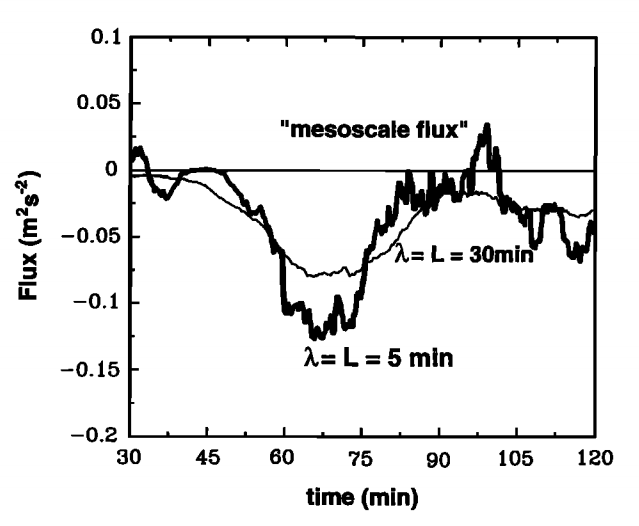 0.1
0.05
"mesoscale flux"
0
Flux (m²s⁻²)
−0.05
λ= L = 30min
−0.1
λ= L = 5 min
−0.15
−0.2
30 45 60 75 90 105 120
time (min)